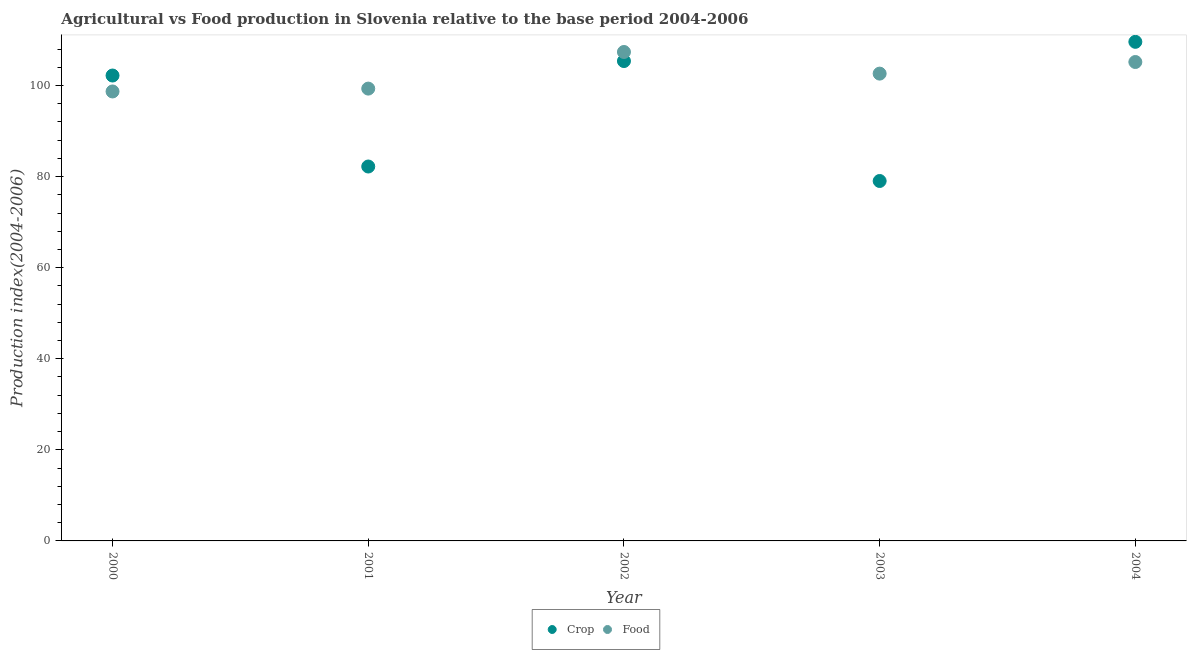 Agricultural vs Food production in Slovenia relative to the base period 2004-2006
Production index(2004-2006)
100
80
60
40
20
0
2000
2001
2002
2003
2004
Year
Crop
Food